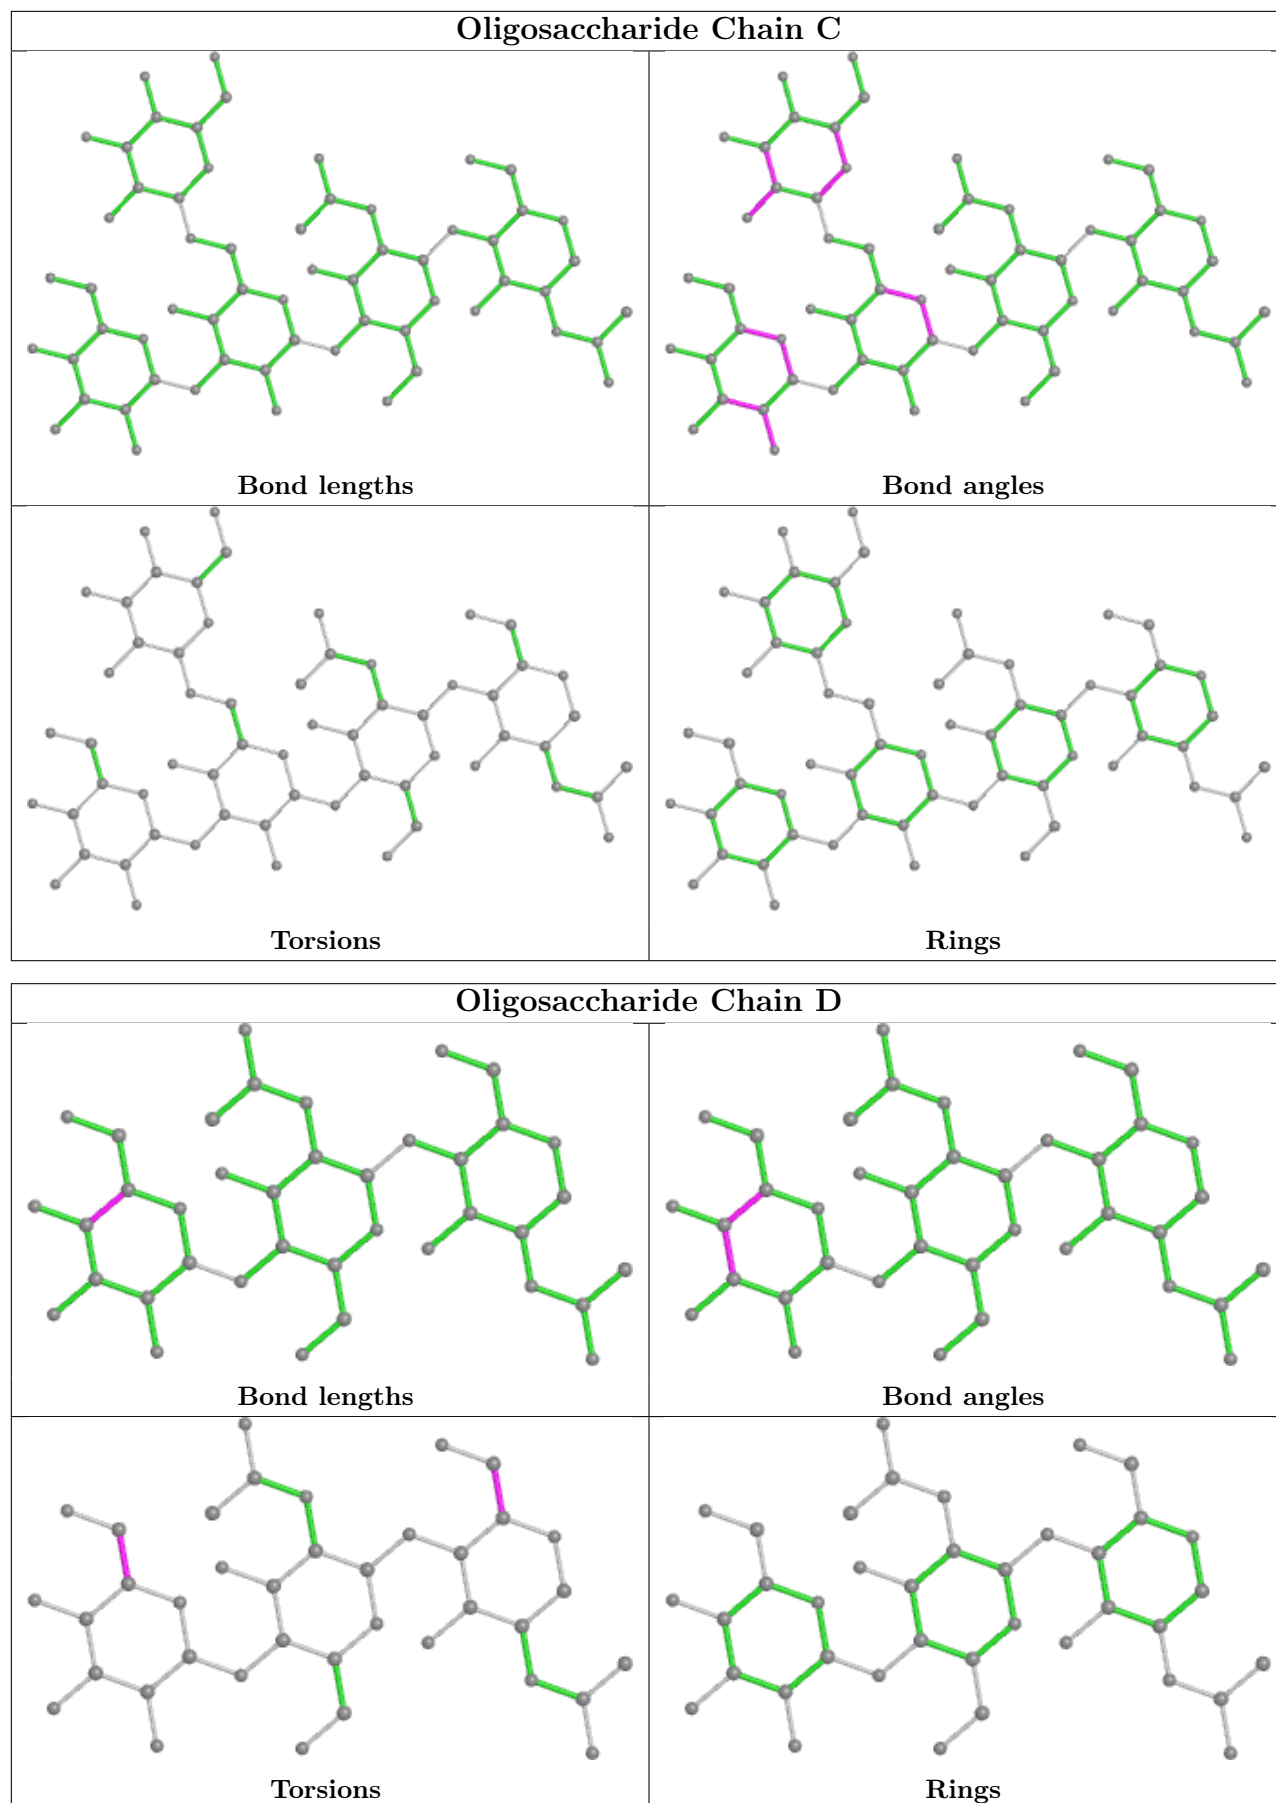 Oligosaccharide Chain C
Bond lengths
Bond angles
Torsions
Rings
Oligosaccharide Chain D
Bond lengths
Bond angles
Torsions
Rings